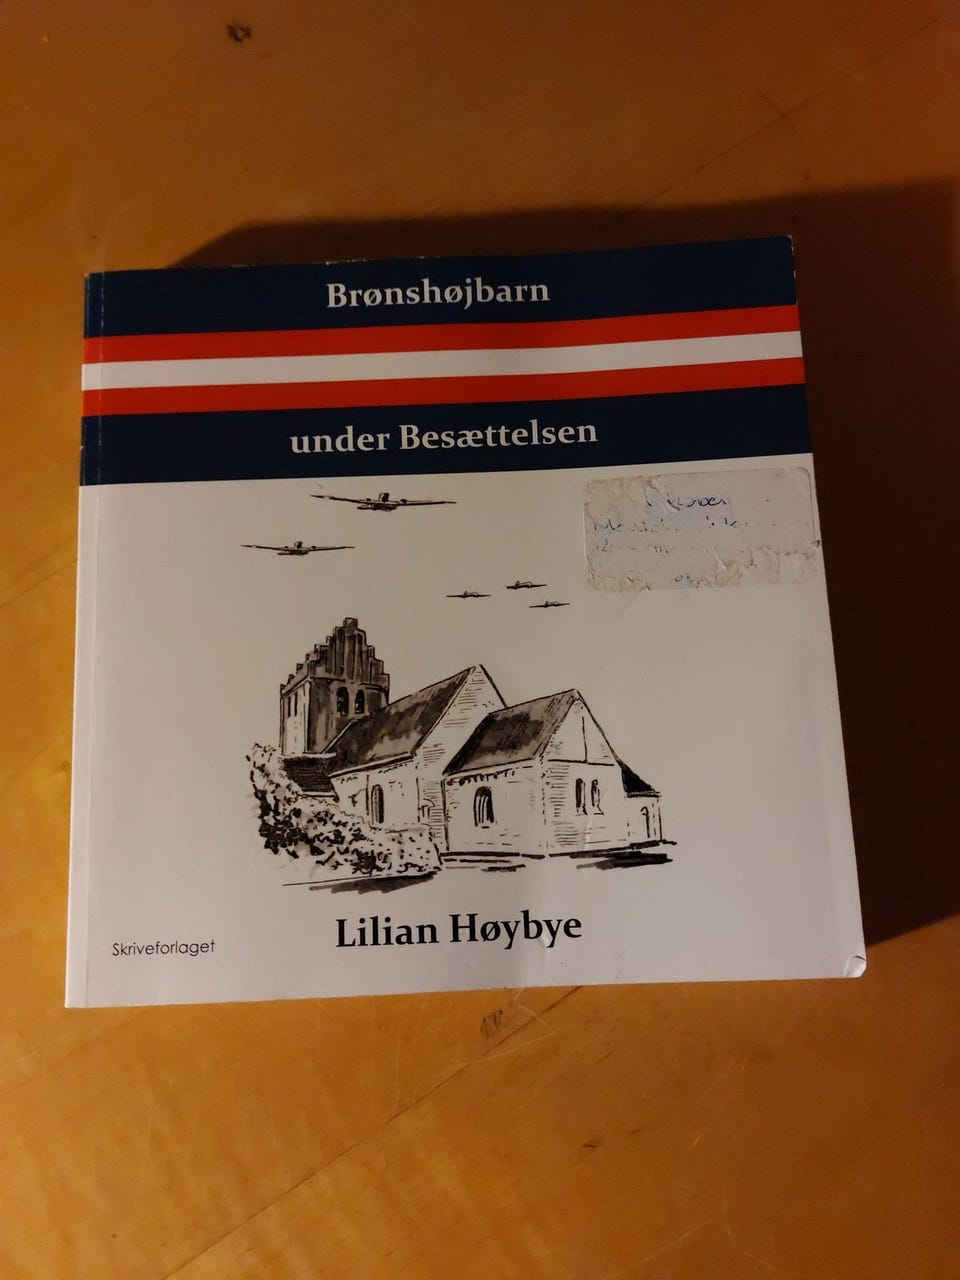 Brønshøjbarn
under Besættelsen
Skriveforlaget
Lilian Høybye